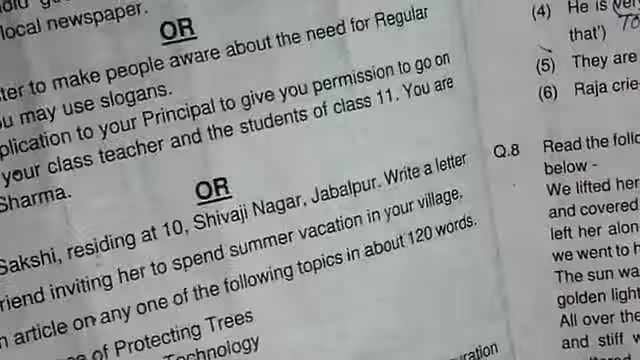 local newspaper.
OR
ter to make people aware about the need for Regular
u may use slogans.
plication to your Principal to give you permission to go on
your class teacher and the students of class 11. You are
Sharma.
OR
Sakshi, residing at 10, Shivaji Nagar, Jabalpur. Write a letter
riend inviting her to spend summer vacation in your village.
n article on any one of the following topics in about 120 words.
of Protecting Trees
Technology
(4) He is very
that')
(5) They are
(6) Raja crie
Q.8 Read the follo
below -
We lifted her
and covered
left her alon
we went to h
The sun wa
golden light
All over the
and stiff w